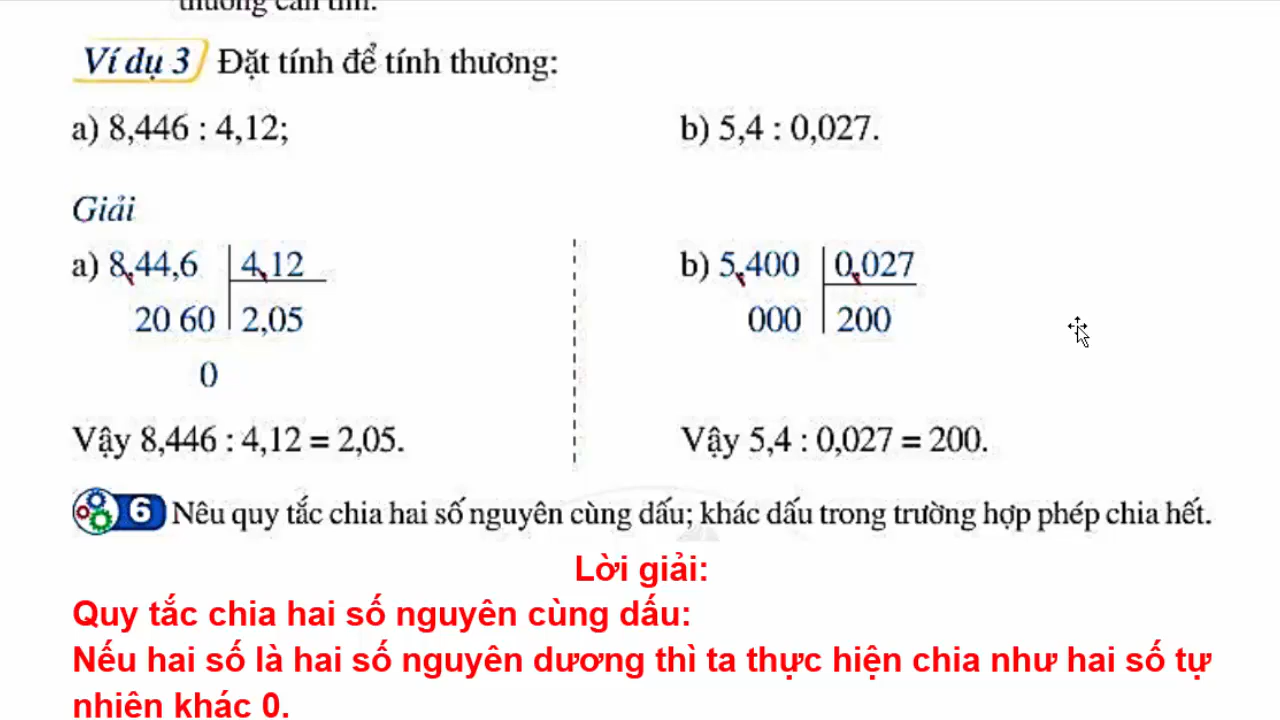 thương cần tìm.
Ví dụ 3 Đặt tính để tính thương:
a) 8,446 : 4,12; b) 5,4 : 0,027.
Giải
a) 8,44,6 4,12 b) 5,400 0,027
20 60 2,05 000 200
0
Vậy 8,446 : 4,12 = 2,05. Vậy 5,4 : 0,027 = 200.
6 Nêu quy tắc chia hai số nguyên cùng dấu; khác dấu trong trường hợp phép chia hết.
Lời giải:
Quy tắc chia hai số nguyên cùng dấu:
Nếu hai số là hai số nguyên dương thì ta thực hiện chia như hai số tự
nhiên khác 0.